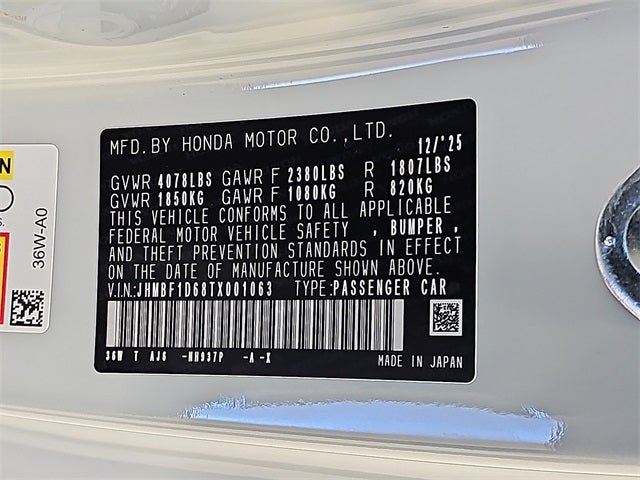 MFD.BY HONDA MOTOR CO.,LTD. 12/'25
GVWR 4078LBS GAWR F 2380LBS R 1807LBS
GVWR 1850KG GAWR F 1080KG R 820KG
THIS VEHICLE CONFORMS TO ALL APPLICABLE
FEDERAL MOTOR VEHICLE SAFETY , BUMPER ,
AND THEFT PREVENTION STANDARDS IN EFFECT
ON THE DATE OF MANUFACTURE SHOWN ABOVE.
V.I.N:JHMBF1D68TX001063 TYPE:PASSENGER CAR
36W T AJ6 -NH937P -A-X
MADE IN JAPAN
36W-A0